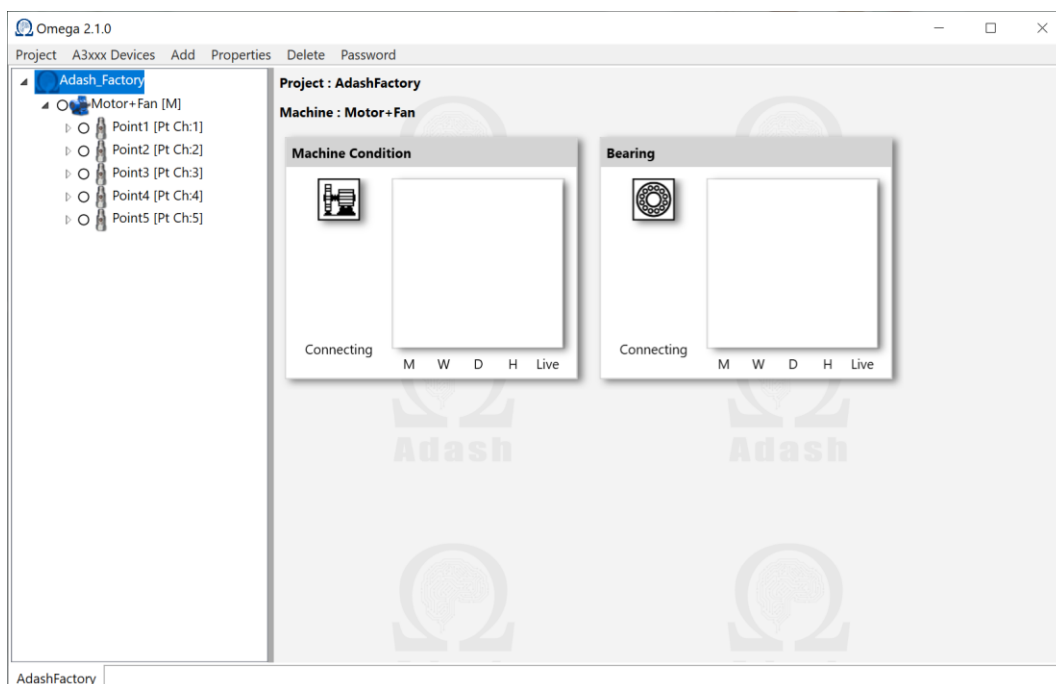 Omega 2.1.0
Project A3xxx Devices Add Properties Delete Password
Adash_Factory
Motor+Fan [M]
Point1 [Pt Ch:1]
Point2 [Pt Ch:2]
Point3 [Pt Ch:3]
Point4 [Pt Ch:4]
Point5 [Pt Ch:5]
Project : AdashFactory
Machine : Motor+Fan
Machine Condition
Connecting
M W D H Live
Bearing
Connecting
M W D H Live
Adash
Adash
AdashFactory